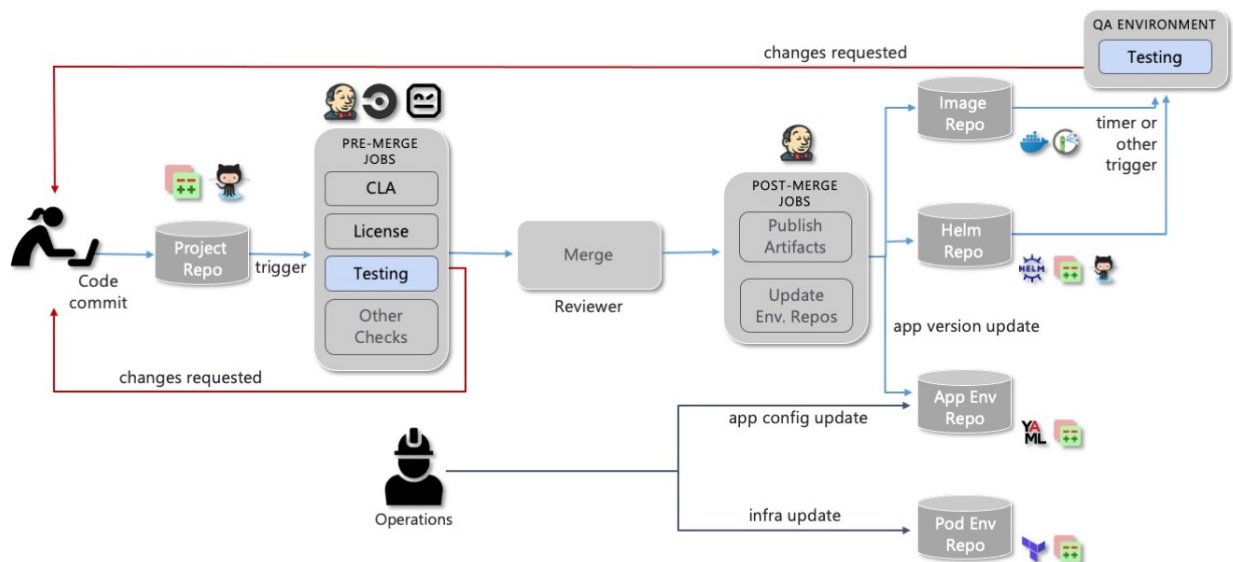 QA ENVIRONMENT
Testing
changes requested
Image
Repo
timer or
other
trigger
PRE-MERGE
JOBS
CLA
License
Testing
Other
Checks
POST-MERGE
JOBS
Publish
Artifacts
Update
Env. Repos
Project
Repo
trigger
Code
commit
Merge
Reviewer
Helm
Repo
HELM
app version update
changes requested
App Env
Repo
YA
ML
app config update
Operations
infra update
Pod Env
Repo